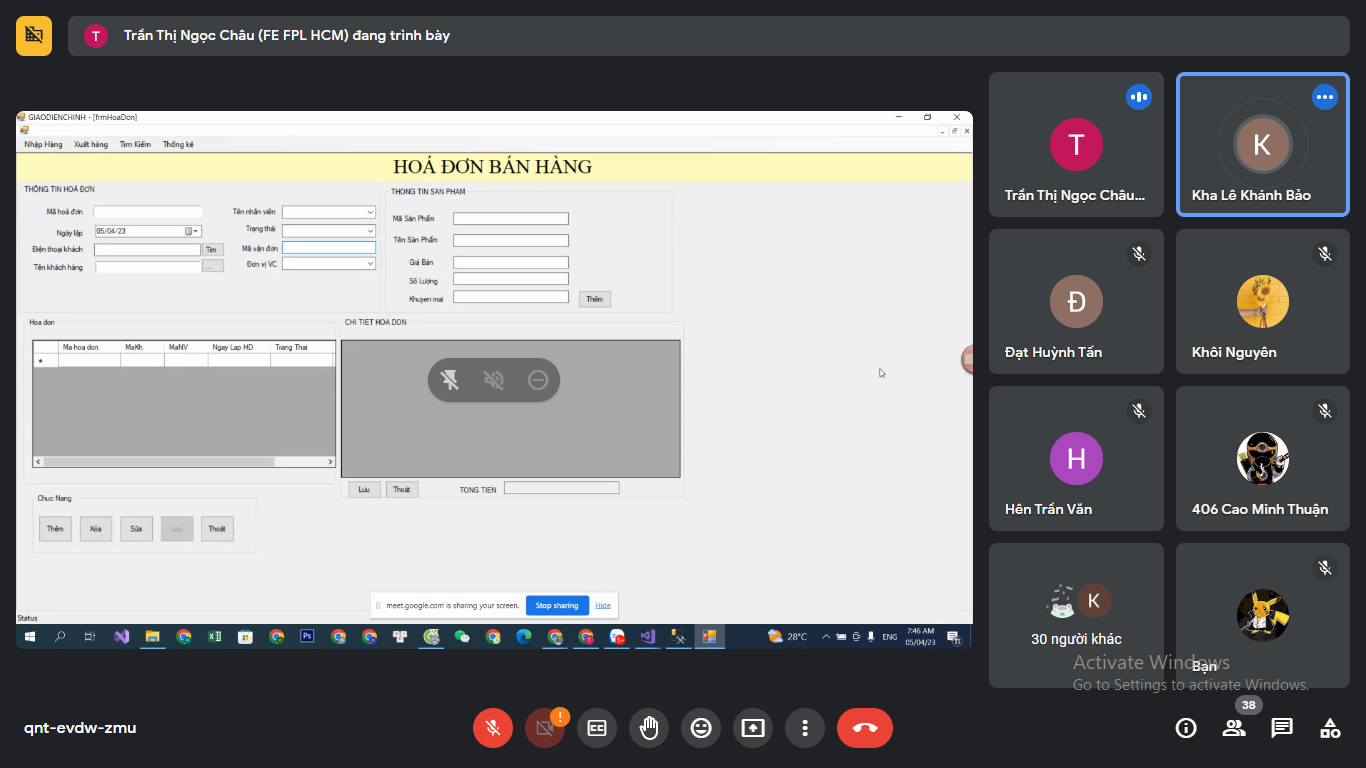 T Trần Thị Ngọc Châu (FE FPL HCM) đang trình bày
GIAODIENCHINH - [frmHoaDon]
Nhập Hàng Xuất hàng Tìm Kiếm Thống kê
HOÁ ĐƠN BÁN HÀNG
THÔNG TIN HOÁ ĐƠN
Mã hoá đơn
Ngày lập 05/04/23
Điện thoại khách Tìm
Tên khách hàng ...
Tên nhân viên
Trạng thái
Mã vận đơn
Đơn vị VC
THONG TIN SAN PHAM
Mã Sản Phẩm
Tên Sản Phẩm
Giá Bán
Số Lượng
Khuyen mai Thêm
Hoa don
Ma hoa don MaKh MaNV Ngay Lap HD Trang Thai
CHI TIET HOA DON
Lưu Thoát TONG TIEN
Chuc Nang
Thêm Xóa Sửa Lưu Thoát
meet.google.com is sharing your screen. Stop sharing Hide
Status
Ps 28°C ENG 7:46 AM
05/04/23
T
Trần Thị Ngọc Châu...
K
Kha Lê Khánh Bảo
Đ
Đạt Huỳnh Tấn
Khôi Nguyên
H
Hên Trần Văn
406 Cao Minh Thuận
K
30 người khác
Bạn
Activate Windows
Go to Settings to activate Windows.
qnt-evdw-zmu
38